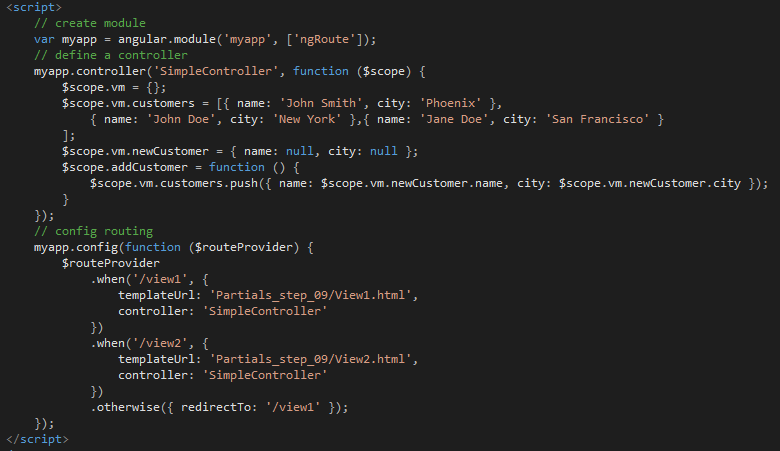 <script>
    // create module
    var myapp = angular.module('myapp', ['ngRoute']);
    // define a controller
    myapp.controller('SimpleController', function ($scope) {
        $scope.vm = {};
        $scope.vm.customers = [{ name: 'John Smith', city: 'Phoenix' },
            { name: 'John Doe', city: 'New York' },{ name: 'Jane Doe', city: 'San Francisco' }
        ];
        $scope.vm.newCustomer = { name: null, city: null };
        $scope.addCustomer = function () {
            $scope.vm.customers.push({ name: $scope.vm.newCustomer.name, city: $scope.vm.newCustomer.city });
        }
    });
    // config routing
    myapp.config(function ($routeProvider) {
        $routeProvider
            .when('/view1', {
                templateUrl: 'Partials_step_09/View1.html',
                controller: 'SimpleController'
            })
            .when('/view2', {
                templateUrl: 'Partials_step_09/View2.html',
                controller: 'SimpleController'
            })
            .otherwise({ redirectTo: '/view1' });
    });
</script>